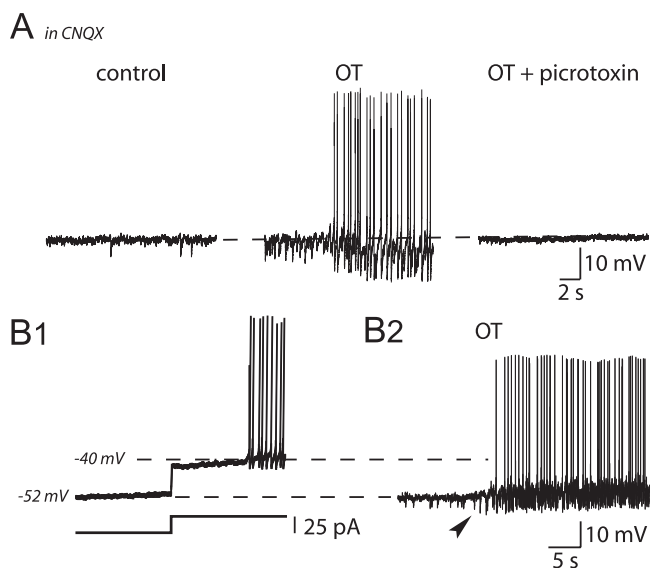 A in CNQX
control OT OT + picrotoxin
10 mV
2 s
B1 B2 OT
-40 mV
-52 mV
25 pA
10 mV
5 s